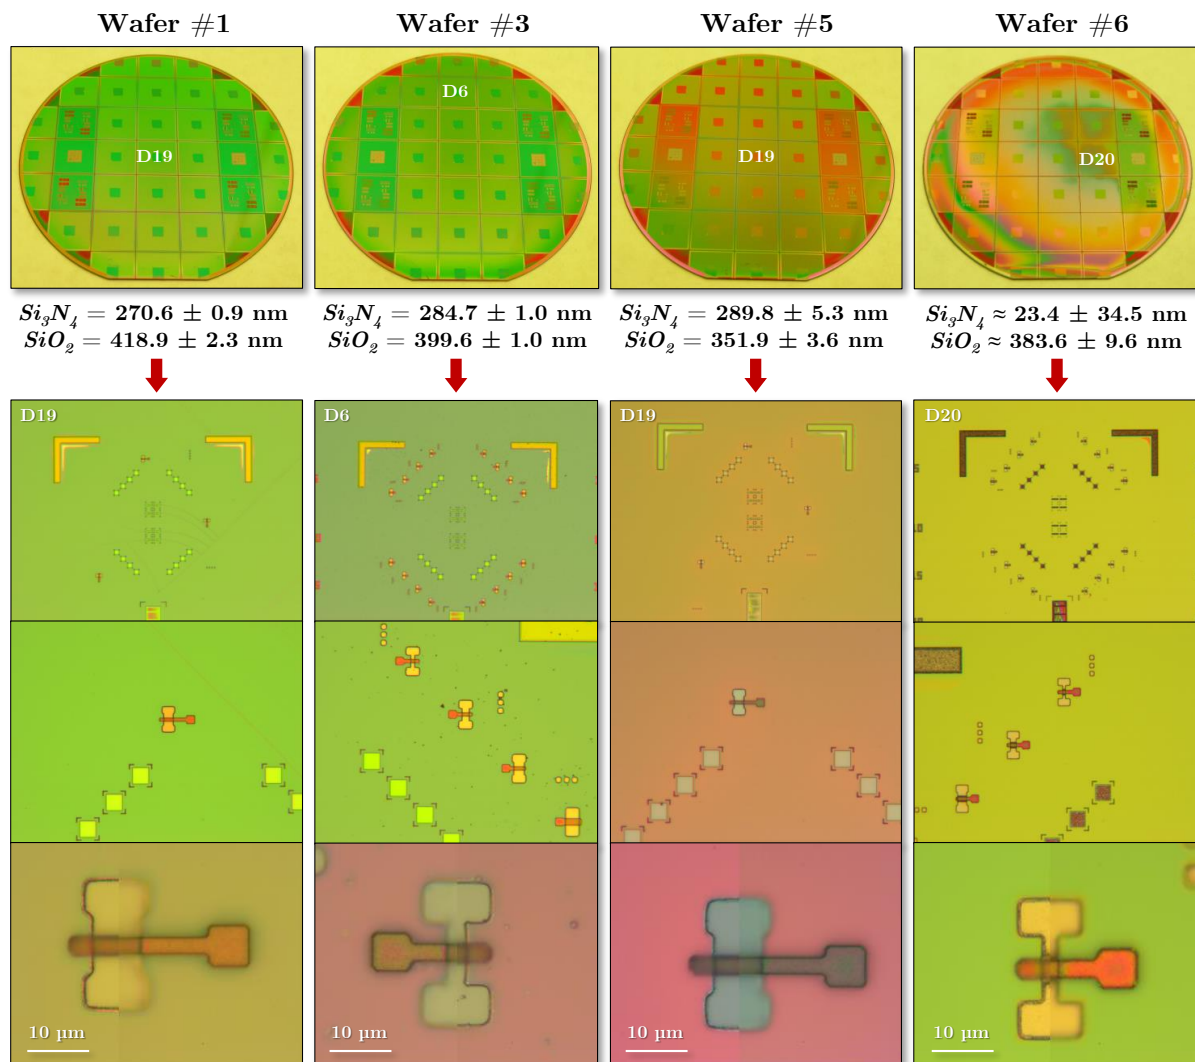 Wafer #1
Wafer #3
Wafer #5
Wafer #6
D19
D6
D19
D20
Si₃N₄ = 270.6 ± 0.9 nm
SiO₂ = 418.9 ± 2.3 nm
Si₃N₄ = 284.7 ± 1.0 nm
SiO₂ = 399.6 ± 1.0 nm
Si₃N₄ = 289.8 ± 5.3 nm
SiO₂ = 351.9 ± 3.6 nm
Si₃N₄ ≈ 23.4 ± 34.5 nm
SiO₂ ≈ 383.6 ± 9.6 nm
D19
D6
D19
D20
10 µm
10 µm
10 µm
10 µm